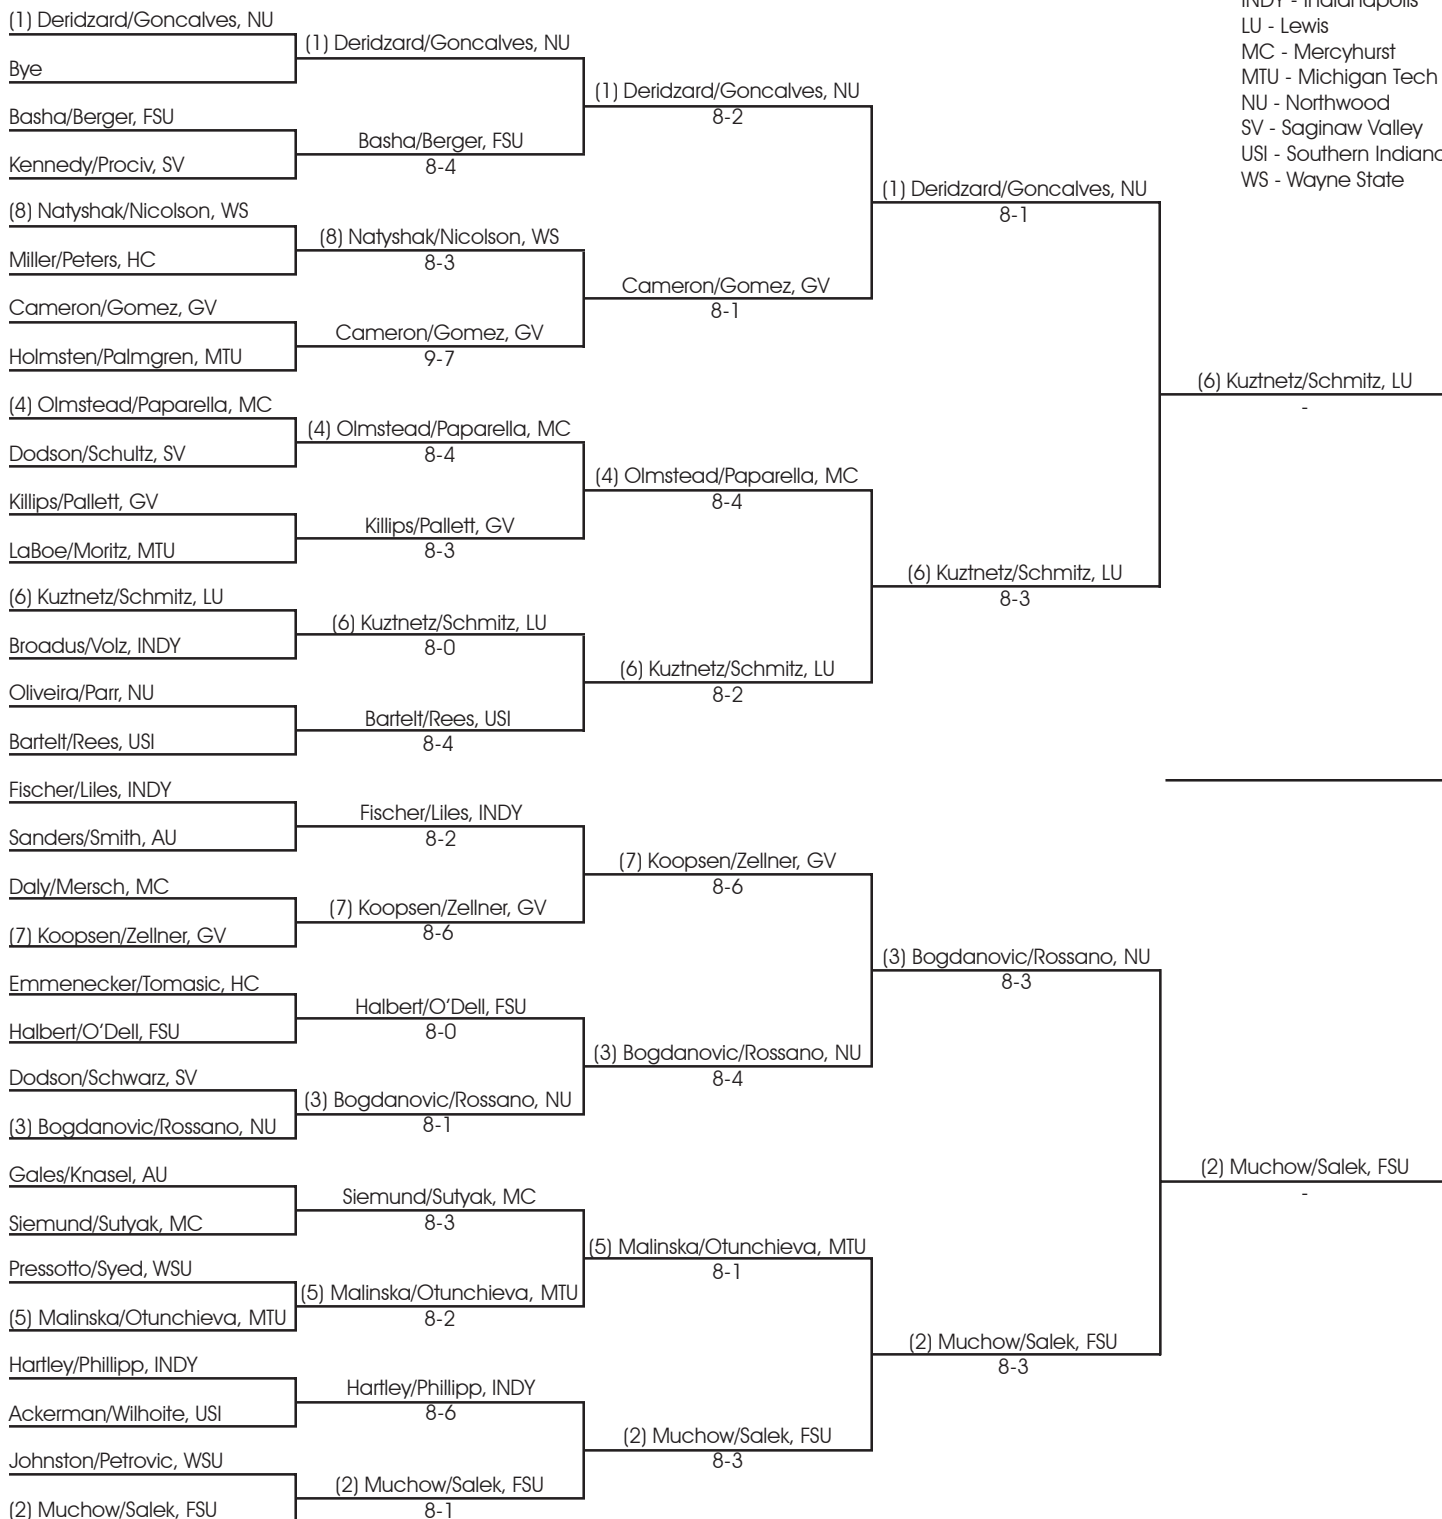 (1) Deridzard/Goncalves, NU
Bye
Basha/Berger, FSU
Kennedy/Prociv, SV
(8) Natyshak/Nicolson, WS
Miller/Peters, HC
Cameron/Gomez, GV
Holmsten/Palmgren, MTU
(4) Olmstead/Paparella, MC
Dodson/Schultz, SV
Killips/Pallett, GV
LaBoe/Moritz, MTU
(6) Kuztnetz/Schmitz, LU
Broadus/Volz, INDY
Oliveira/Parr, NU
Bartelt/Rees, USI
Fischer/Liles, INDY
Sanders/Smith, AU
Daly/Mersch, MC
(7) Koopsen/Zellner, GV
Emmenecker/Tomasic, HC
Halbert/O'Dell, FSU
Dodson/Schwarz, SV
(3) Bogdanovic/Rossano, NU
Gales/Knasel, AU
Siemund/Sutyak, MC
Pressotto/Syed, WSU
(5) Malinska/Otunchieva, MTU
Hartley/Phillipp, INDY
Ackerman/Wilhoite, USI
Johnston/Petrovic, WSU
(2) Muchow/Salek, FSU
(1) Deridzard/Goncalves, NU
Basha/Berger, FSU
8-4
(8) Natyshak/Nicolson, WS
8-3
Cameron/Gomez, GV
9-7
(4) Olmstead/Paparella, MC
8-4
Killips/Pallett, GV
8-3
(6) Kuztnetz/Schmitz, LU
8-0
Bartelt/Rees, USI
8-4
Fischer/Liles, INDY
8-2
(7) Koopsen/Zellner, GV
8-6
Halbert/O'Dell, FSU
8-0
(3) Bogdanovic/Rossano, NU
8-1
Siemund/Sutyak, MC
8-3
(5) Malinska/Otunchieva, MTU
8-2
Hartley/Phillipp, INDY
8-6
(2) Muchow/Salek, FSU
8-1
(1) Deridzard/Goncalves, NU
8-2
Cameron/Gomez, GV
8-1
(4) Olmstead/Paparella, MC
8-4
(6) Kuztnetz/Schmitz, LU
8-2
(7) Koopsen/Zellner, GV
8-6
(3) Bogdanovic/Rossano, NU
8-4
(5) Malinska/Otunchieva, MTU
8-1
(2) Muchow/Salek, FSU
8-3
(1) Deridzard/Goncalves, NU
8-1
(6) Kuztnetz/Schmitz, LU
8-3
(3) Bogdanovic/Rossano, NU
8-3
(2) Muchow/Salek, FSU
8-3
(6) Kuztnetz/Schmitz, LU
-
(2) Muchow/Salek, FSU
-
INDY - Indianapolis
LU - Lewis
MC - Mercyhurst
MTU - Michigan Tech
NU - Northwood
SV - Saginaw Valley
USI - Southern Indiana
WS - Wayne State